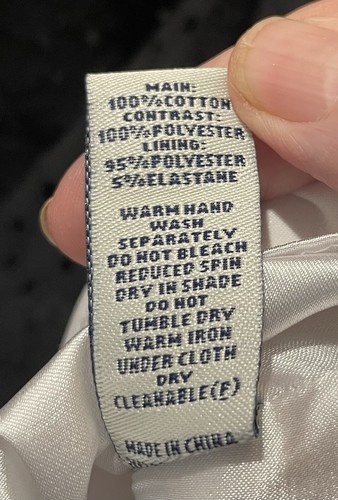 MAIN:
100%COTTON
CONTRAST:
100%POLYESTER
LINING:
95%POLYESTER
5%ELASTANE
WARM HAND
WASH
SEPARATELY
DO NOT BLEACH
REDUCED SPIN
DRY IN SHADE
DO NOT
TUMBLE DRY
WARM IRON
UNDER CLOTH
DRY
CLEANABLE(P)
MADE IN CHINA